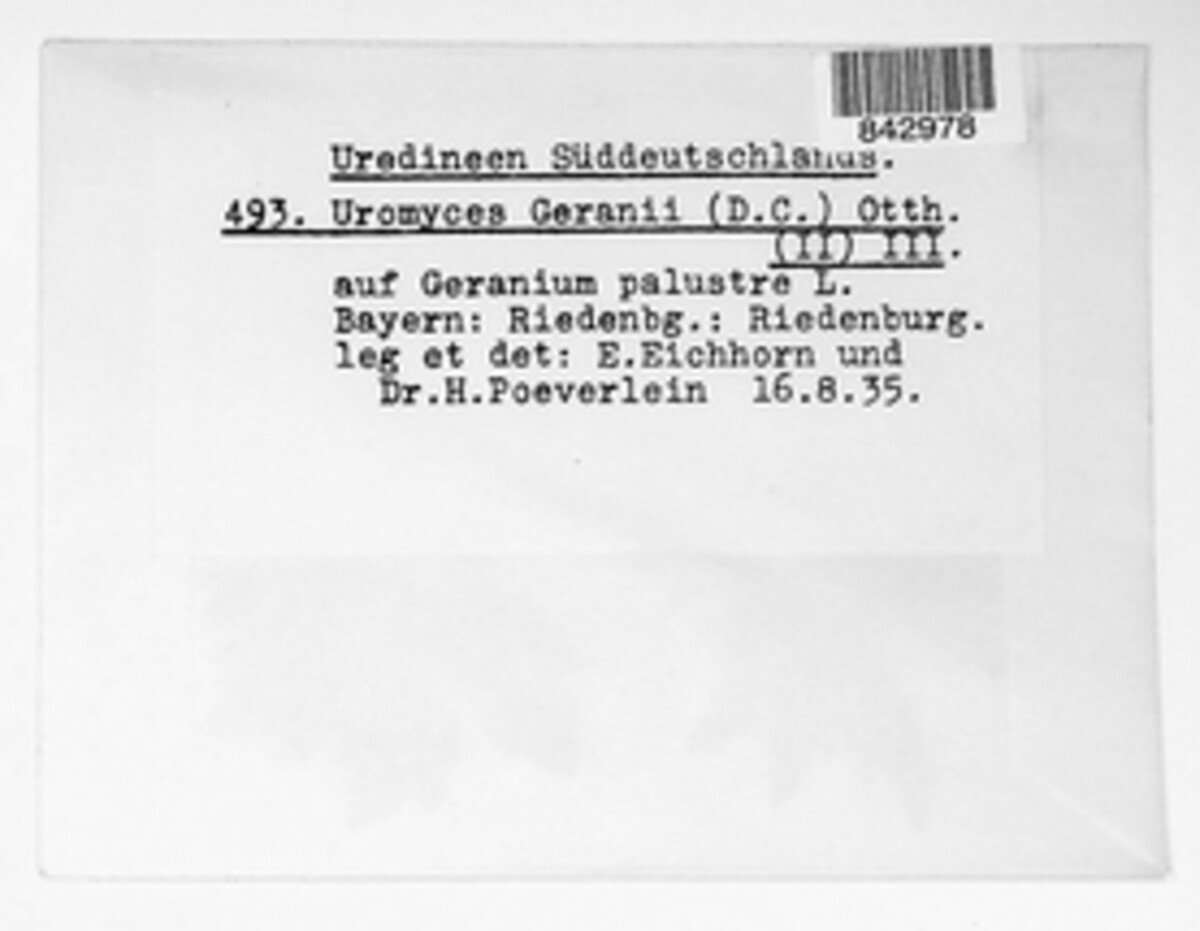 842978
Uredineen Süddeutschlands.
493. Uromyces Geranii (D.C.) Otth.
(II) III.
auf Geranium palustre L.
Bayern: Riedenbg.: Riedenburg.
leg et det: E.Eichhorn und
Dr.H.Poeverlein 16.8.35.